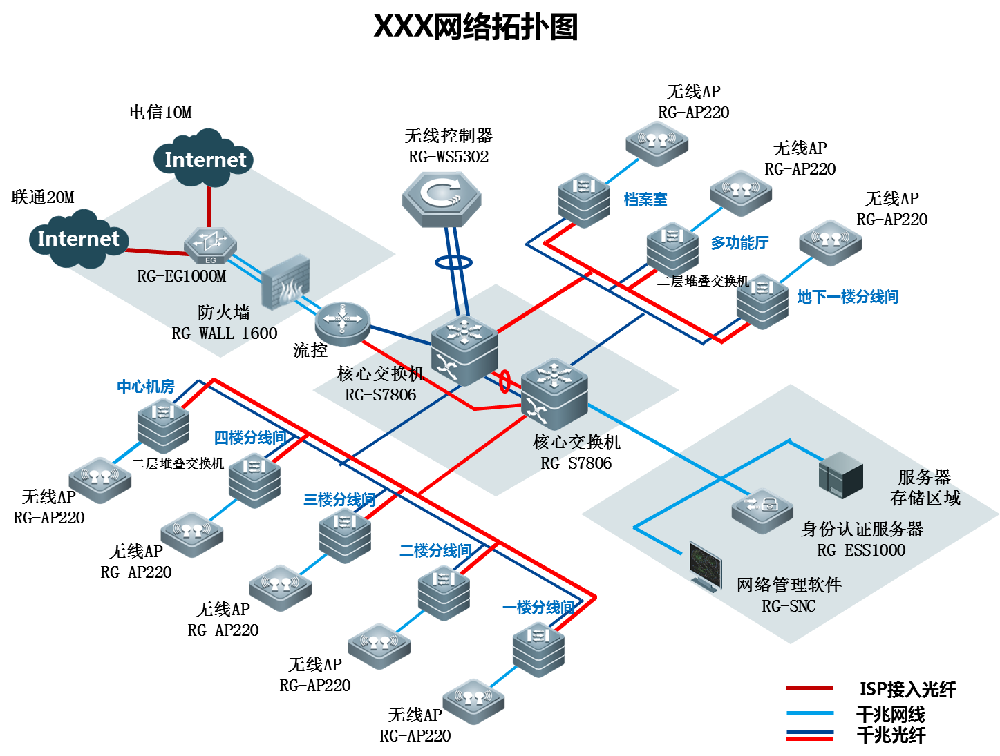 XXX网络拓扑图
电信10M
Internet
联通20M
Internet
EG
RG-EG1000M
防火墙
RG-WALL 1600
流控
无线控制器
RG-WS5302
无线AP
RG-AP220
档案室
无线AP
RG-AP220
多功能厅
二层堆叠交换机
无线AP
RG-AP220
地下一楼分线间
核心交换机
RG-S7806
核心交换机
RG-S7806
中心机房
二层堆叠交换机
无线AP
RG-AP220
四楼分线间
无线AP
RG-AP220
三楼分线间
无线AP
RG-AP220
二楼分线间
无线AP
RG-AP220
一楼分线间
无线AP
RG-AP220
服务器
存储区域
身份认证服务器
RG-ESS1000
网络管理软件
RG-SNC
ISP接入光纤
千兆网线
千兆光纤